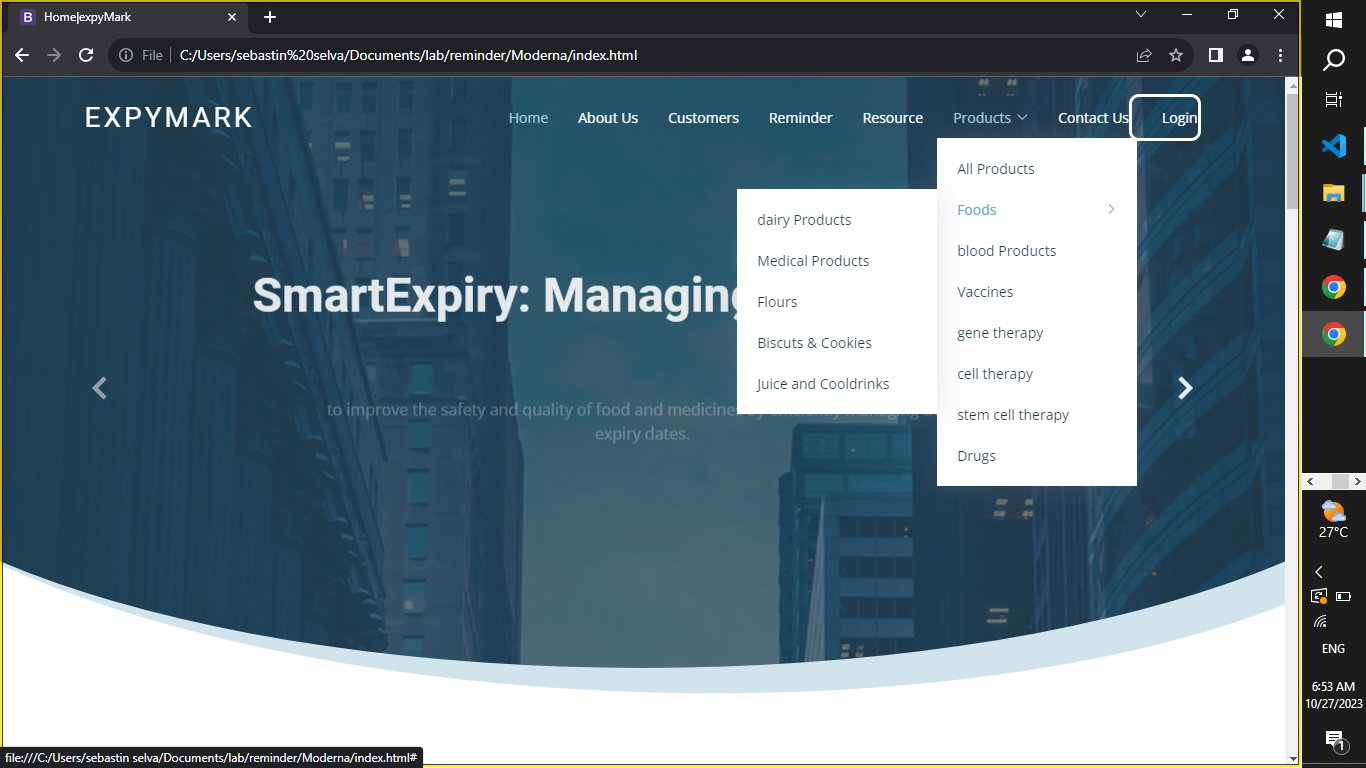 Home|expyMark
File
C:/Users/sebastin%20selva/Documents/lab/reminder/Moderna/index.html
EXPYMARK
Home About Us Customers Reminder Resource Products Contact Us Login
All Products
Foods
blood Products
Vaccines
gene therapy
cell therapy
stem cell therapy
Drugs
dairy Products
Medical Products
Flours
Biscuts & Cookies
Juice and Cooldrinks
SmartExpiry: Managing
to improve the safety and quality of food and medicines by
expiry dates.
27°C
ENG
6:53 AM
10/27/2023
1
file:///C:/Users/sebastin selva/Documents/lab/reminder/Moderna/index.html#